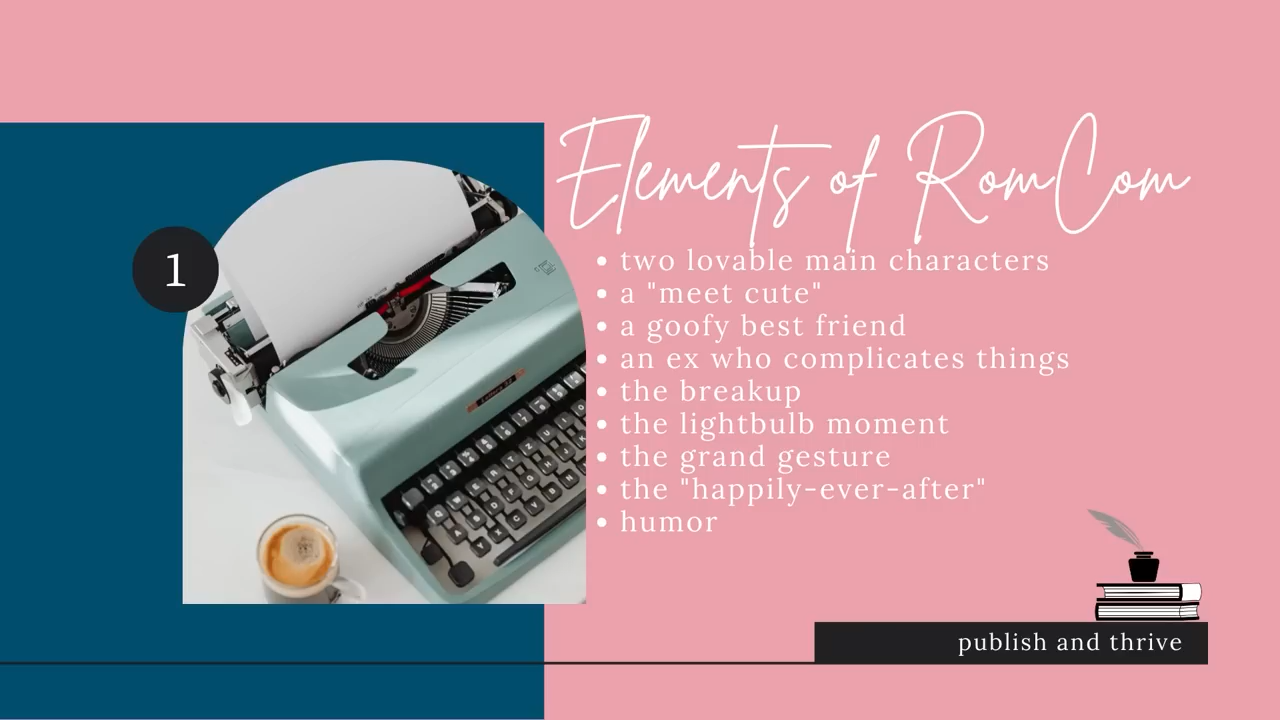 Elements of RomCom
1
• two lovable main characters
• a "meet cute"
• a goofy best friend
• an ex who complicates things
• the breakup
• the lightbulb moment
• the grand gesture
• the "happily-ever-after"
• humor
publish and thrive